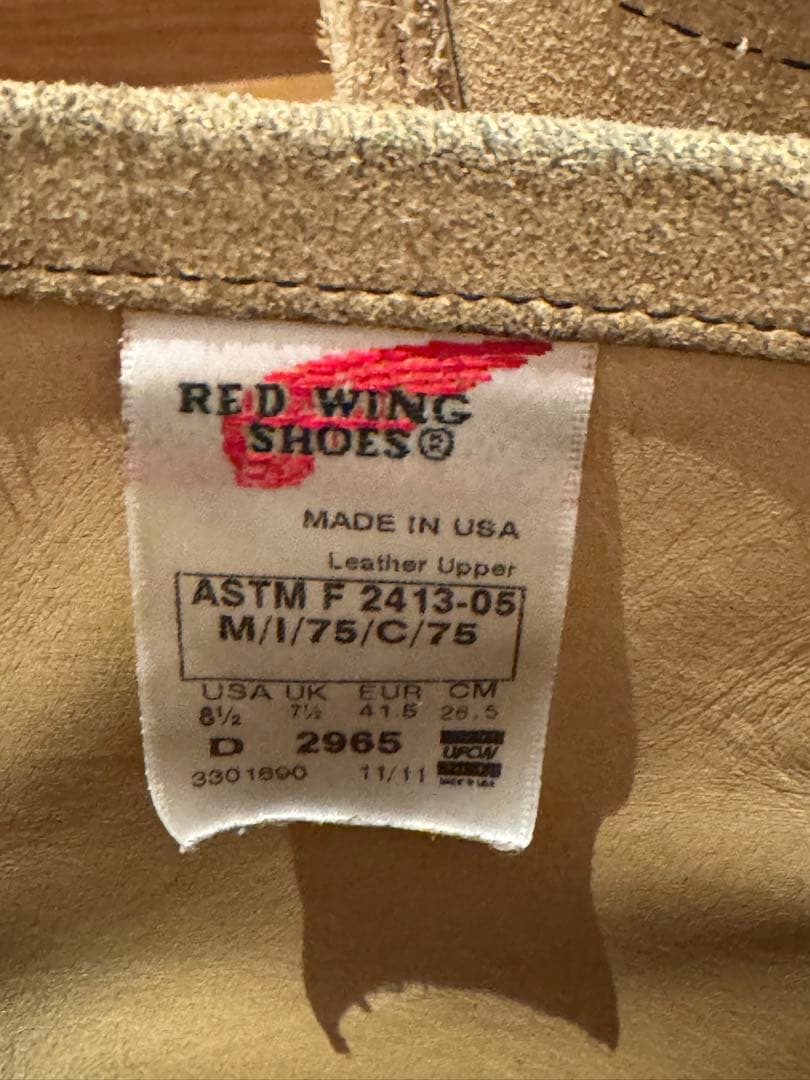 RED WING
SHOES®
MADE IN USA
Leather Upper
ASTM F 2413-05
M/I/75/C/75
USA UK EUR CM
8½ 7½ 41.5 26.5
D 2965
UFCW
3301690 11/11